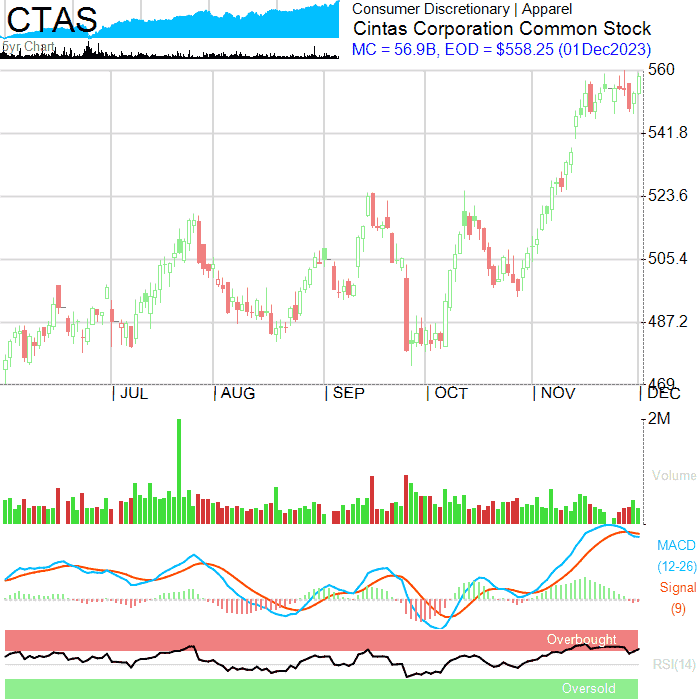 CTAS
5yr Chart
Consumer Discretionary | Apparel
Cintas Corporation Common Stock
MC = 56.9B, EOD = $558.25 (01Dec2023)
560
541.8
523.6
505.4
487.2
469
| JUL | AUG | SEP | OCT | NOV | DEC
2M
Volume
MACD
(12-26)
Signal
(9)
Overbought
RSI(14)
Oversold